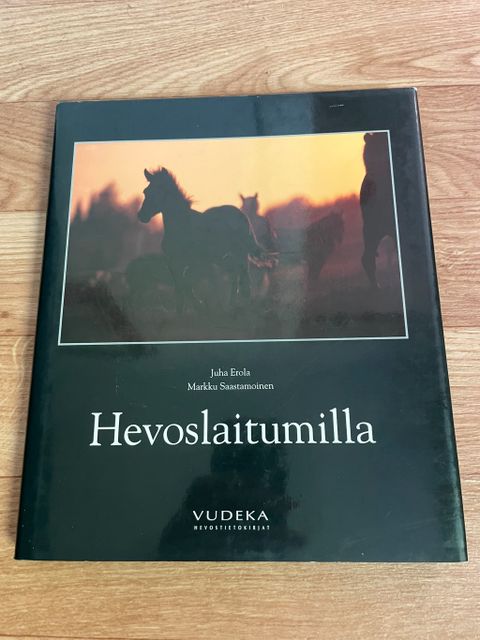 Juha Erola
Markku Saastamoinen
Hevoslaitumilla
VUDEKA
HEVOSTIETOKIRJAT